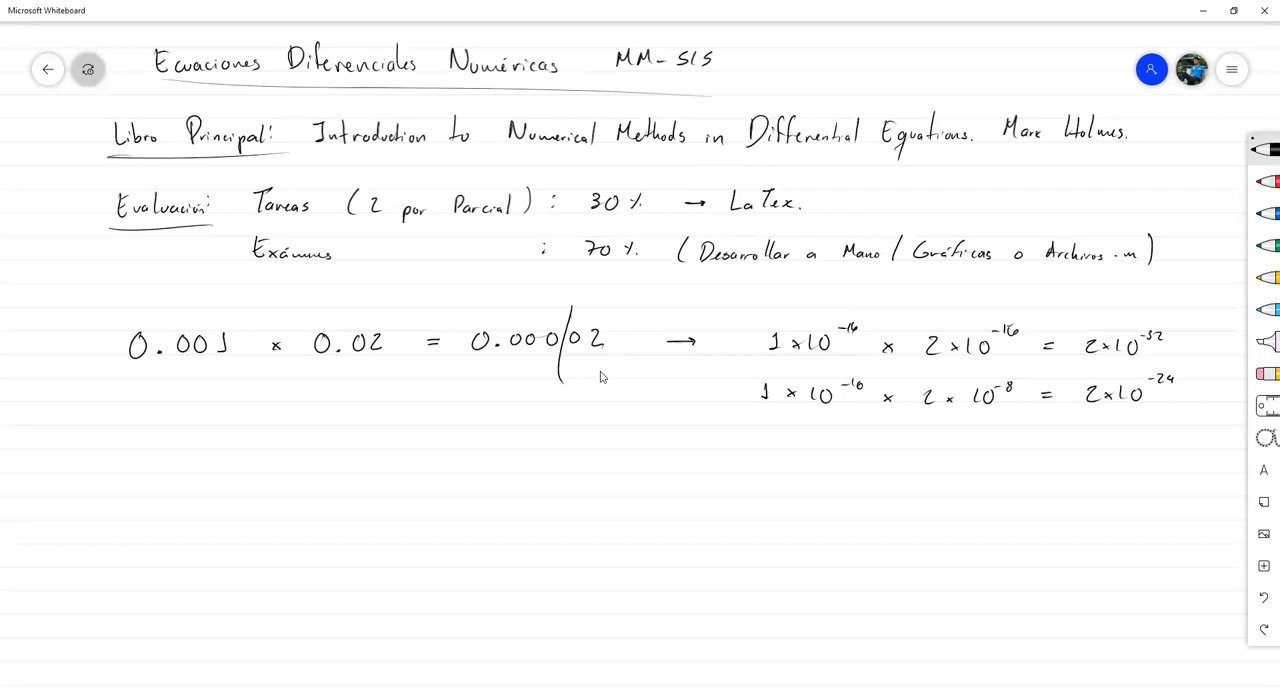 Microsoft Whiteboard
Ecuaciones Diferenciales Numéricas MM-515
Libro Principal: Introduction to Numerical Methods in Differential Equations. Mark Holmes.
Evaluación: Tareas (2 por Parcial) : 30 % → LaTex.
Exámenes : 70 % (Desarrollar a Mano / Gráficas o Archivos .m)
0.001 × 0.02 = 0.000/02 → 1×10^-16 × 2×10^-16 = 2×10^-32
1 × 10^-16 × 2 × 10^-8 = 2×10^-24
A